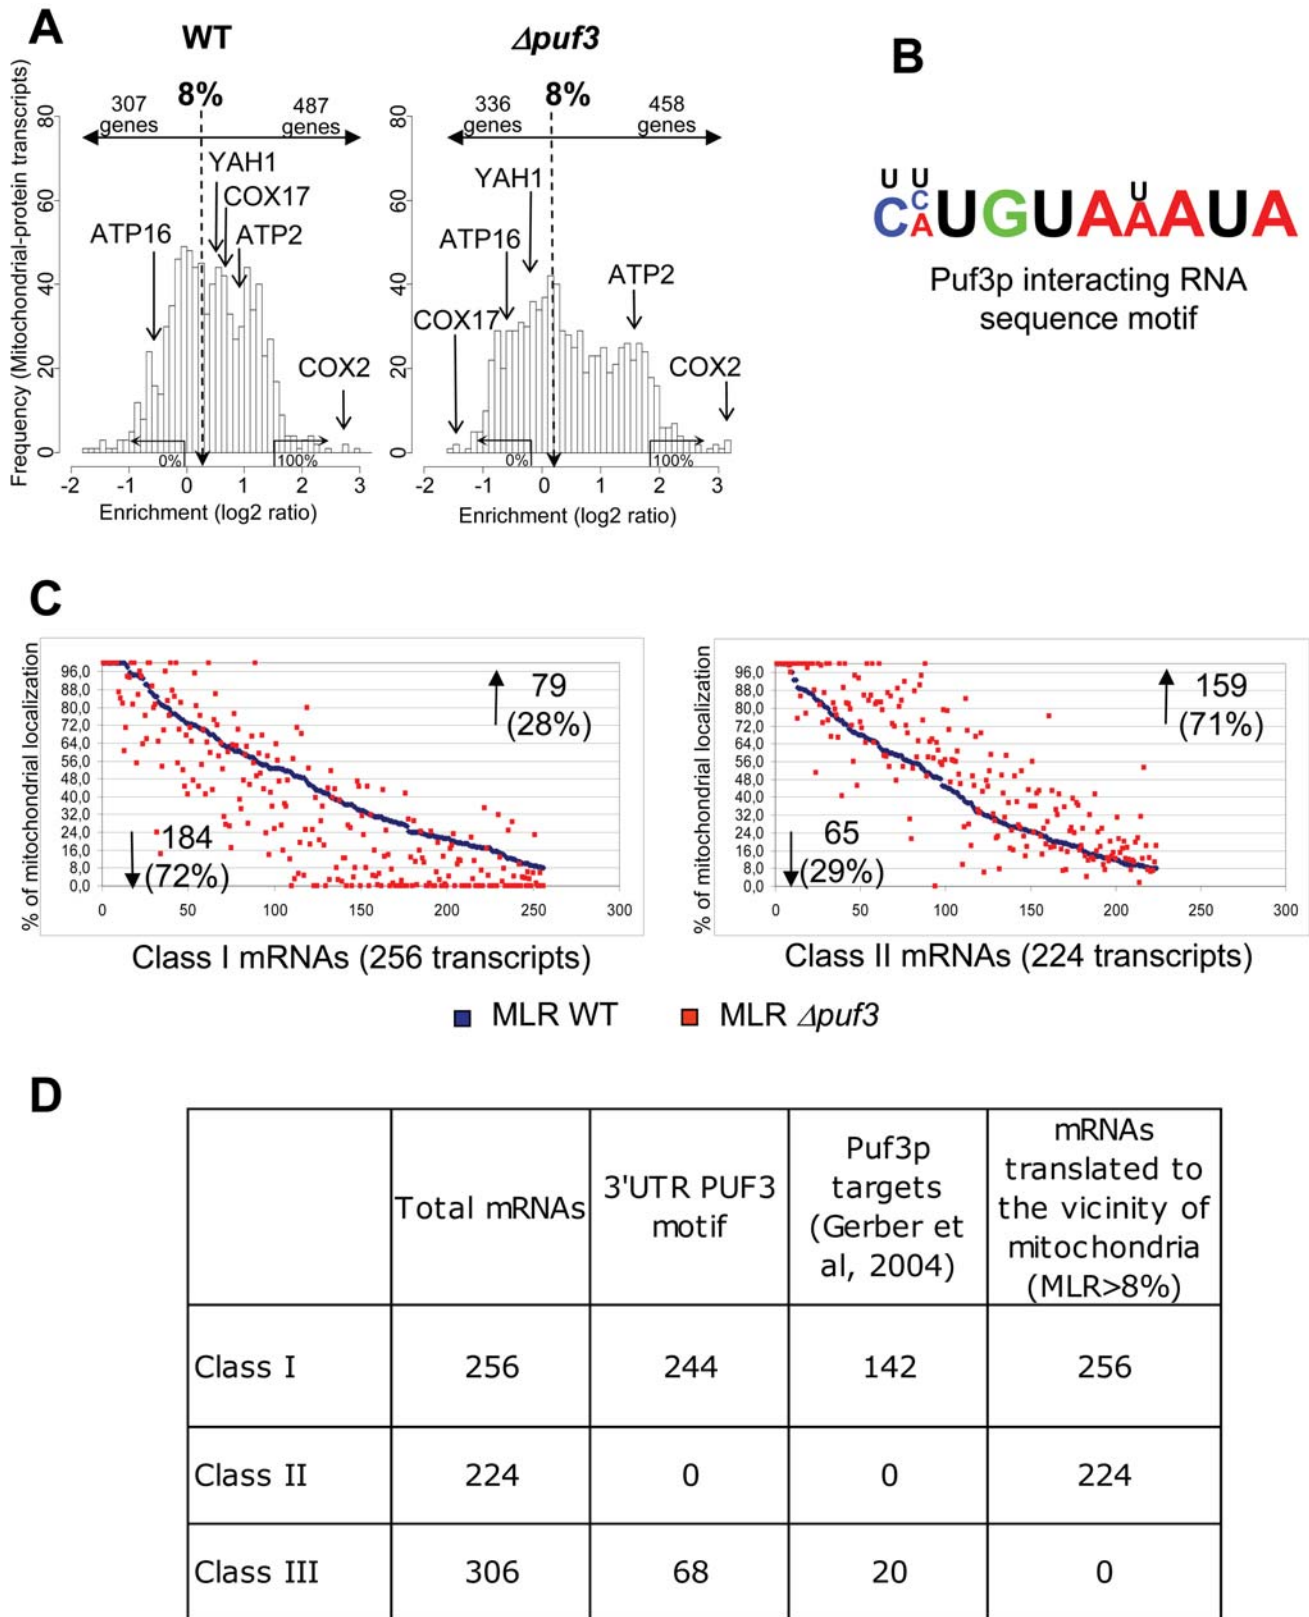 A
WT
Δpuf3
B
8%
307
genes
487
genes
8%
336
genes
458
genes
Frequency (Mitochondrial-protein transcripts)
80
60
40
20
0
YAH1
COX17
ATP16
ATP2
COX2
0%
100%
-2 -1 0 1 2 3
Enrichment (log2 ratio)
80
60
40
20
0
YAH1
ATP16
ATP2
COX17
COX2
0%
100%
-2 -1 0 1 2 3
Enrichment (log2 ratio)
U U U
C
CAUGUAAAUA
Puf3p interacting RNA
sequence motif
C
% of mitochondrial localization
96,0
88,0
80,0
72,0
64,0
56,0
48,0
40,0
32,0
24,0
16,0
8,0
0,0
79
(28%)
184
(72%)
0 50 100 150 200 250 300
Class I mRNAs (256 transcripts)
% of mitochondrial localization
96,0
88,0
80,0
72,0
64,0
56,0
48,0
40,0
32,0
24,0
16,0
8,0
0,0
159
(71%)
65
(29%)
0 50 100 150 200 250 300
Class II mRNAs (224 transcripts)
MLR WT MLR Δpuf3
D
Total mRNAs
3'UTR PUF3
motif
Puf3p
targets
(Gerber et
al, 2004)
mRNAs
translated to
the vicinity of
mitochondria
(MLR>8%)
Class I 256 244 142 256
Class II 224 0 0 224
Class III 306 68 20 0